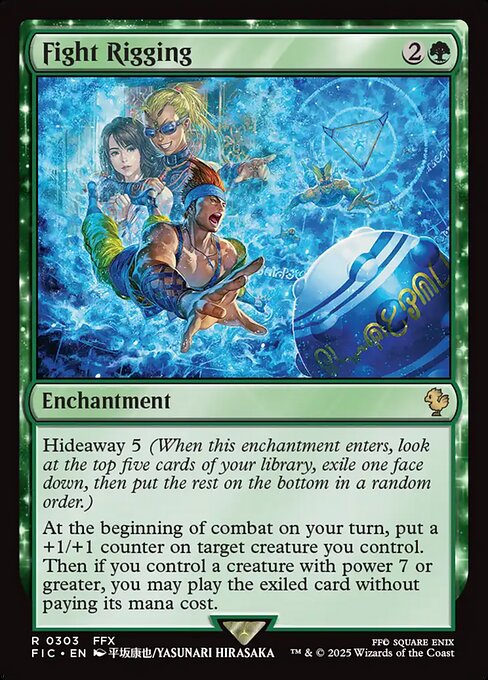 Fight Rigging 2
Enchantment
Hideaway 5 (When this enchantment enters, look
at the top five cards of your library, exile one face
down, then put the rest on the bottom in a random
order.)
At the beginning of combat on your turn, put a
+1/+1 counter on target creature you control.
Then if you control a creature with power 7 or
greater, you may play the exiled card without
paying its mana cost.
R 0303 FFX
FIC • EN 平坂康也/YASUNARI HIRASAKA
FF© SQUARE ENIX
™ & © 2025 Wizards of the Coast